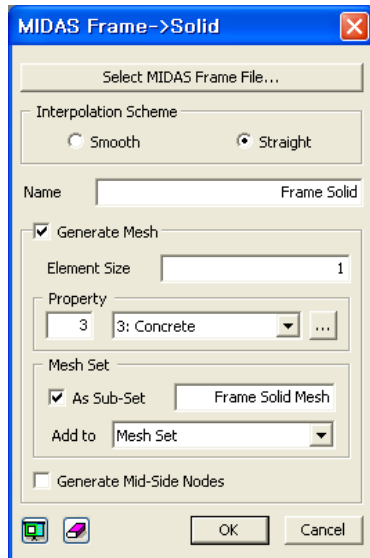 MIDAS Frame->Solid
Select MIDAS Frame File...
Interpolation Scheme
Smooth Straight
Name Frame Solid
Generate Mesh
Element Size 1
Property
3 3: Concrete ...
Mesh Set
As Sub-Set Frame Solid Mesh
Add to Mesh Set
Generate Mid-Side Nodes
OK Cancel